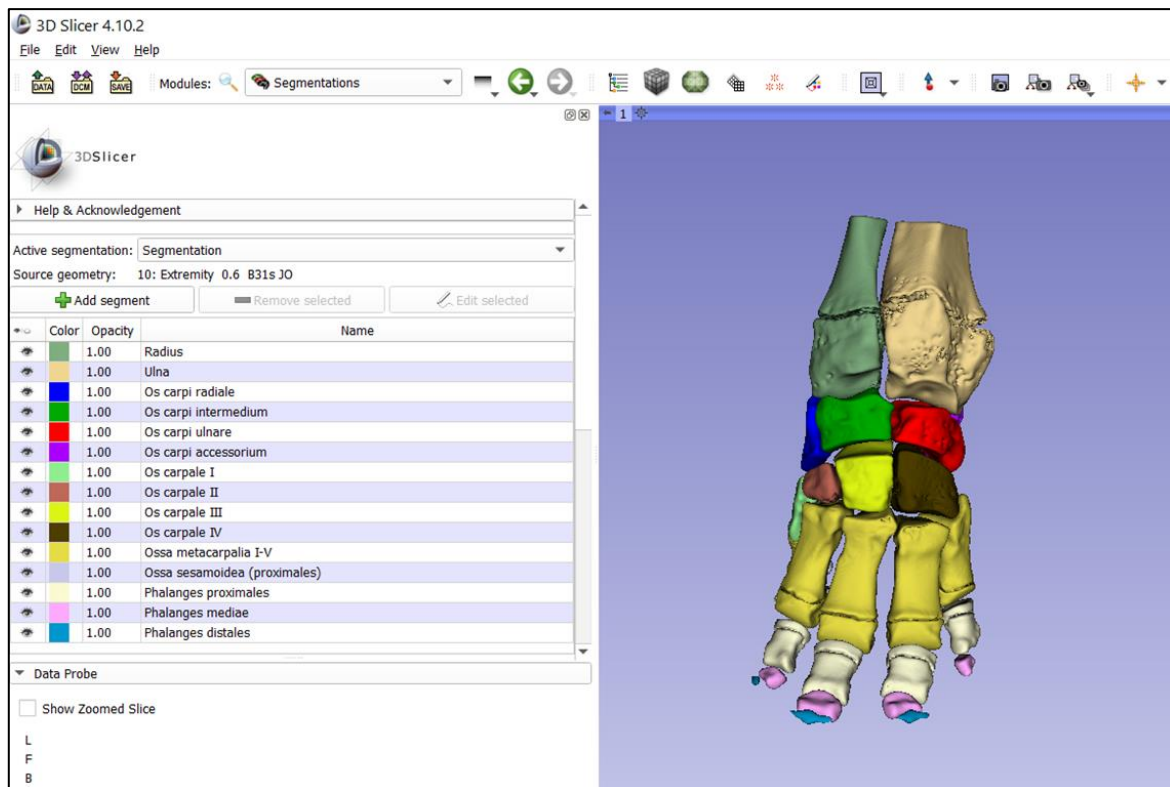 3D Slicer 4.10.2
File Edit View Help
DATA DCM SAVE Modules: Segmentations
1
3DSlicer
Help & Acknowledgement
Active segmentation: Segmentation
Source geometry: 10: Extremity 0.6 B31s JO
Add segment Remove selected Edit selected
Color Opacity Name
1.00 Radius
1.00 Ulna
1.00 Os carpi radiale
1.00 Os carpi intermedium
1.00 Os carpi ulnare
1.00 Os carpi accessorium
1.00 Os carpale I
1.00 Os carpale II
1.00 Os carpale III
1.00 Os carpale IV
1.00 Ossa metacarpalia I-V
1.00 Ossa sesamoidea (proximales)
1.00 Phalanges proximales
1.00 Phalanges mediae
1.00 Phalanges distales
Data Probe
Show Zoomed Slice
L
F
B